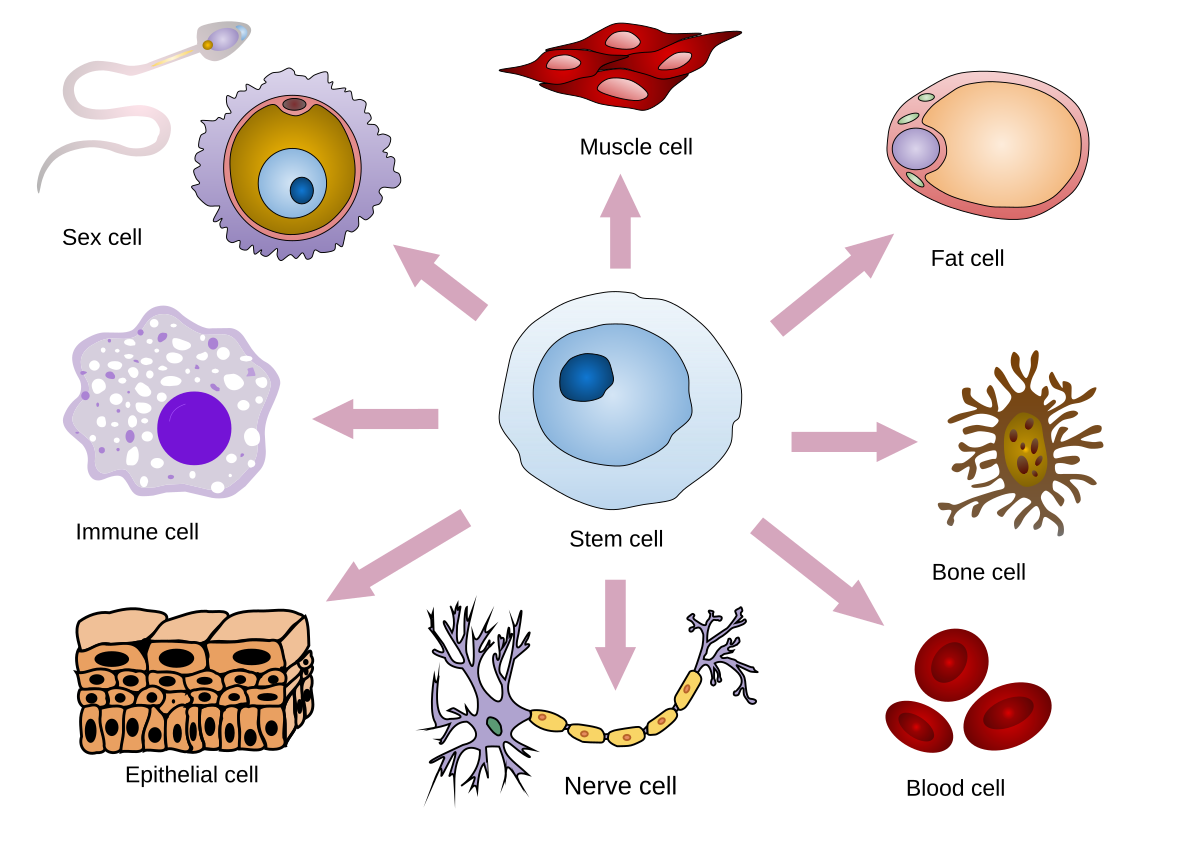 Muscle cell
Sex cell
Fat cell
Immune cell
Stem cell
Bone cell
Epithelial cell
Nerve cell
Blood cell